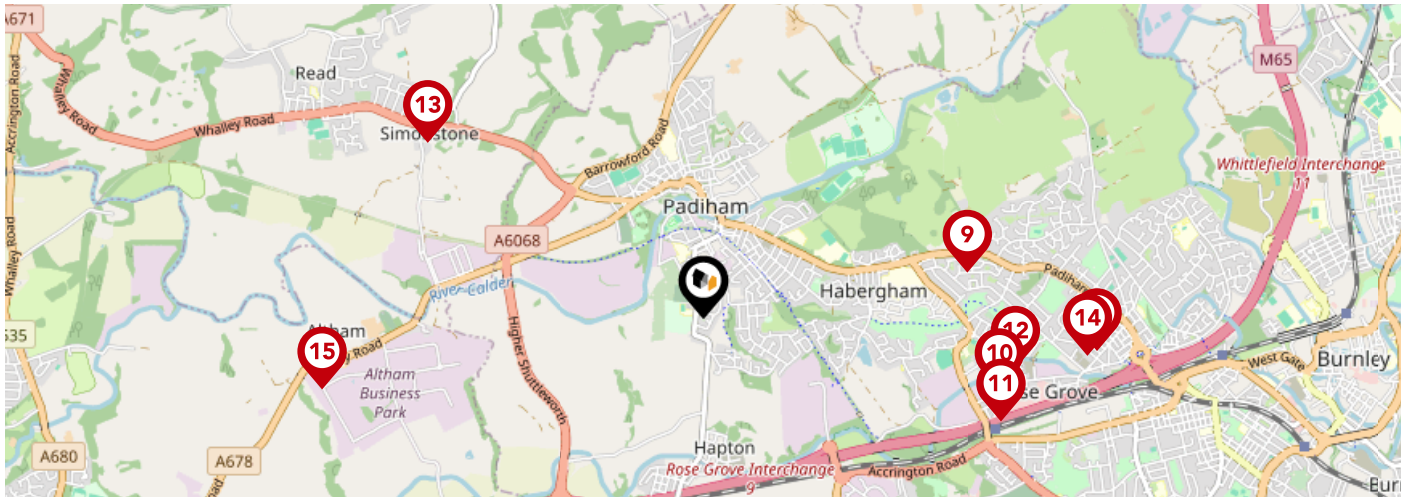 A671
M65
Accrington Road
Whalley Road
Read
Whalley Road
13
Simonstone
Barrowford Road
Whittlefield Interchange
11
Padiham
Whalley Road
A6068
9
River Calder
Habergham
Padiham
14
12
Altham
15
10
11
Rose Grove
West Gate
Burnley
Higher Shuttleworth
Altham
Business
Park
Hapton
Rose Grove Interchange
9
Accrington Road
A680
A678